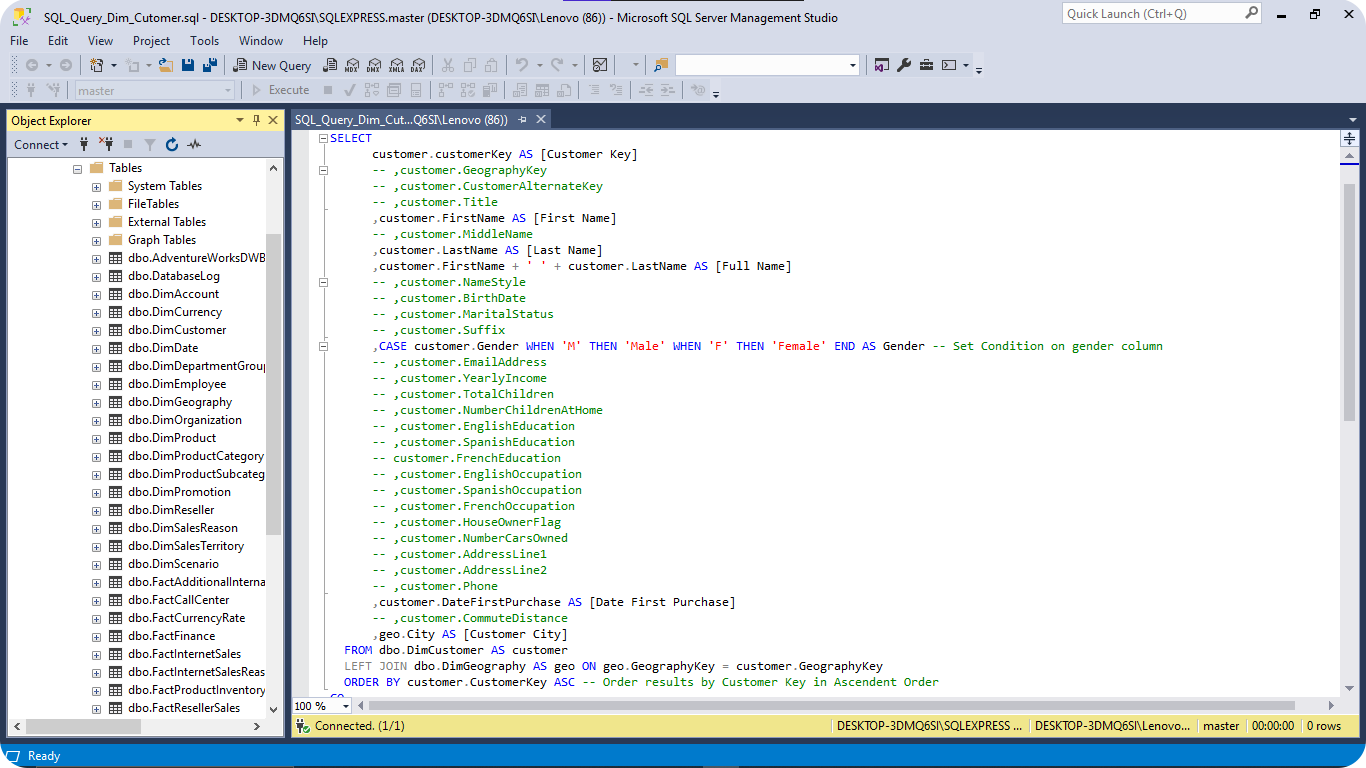 SQL_Query_Dim_Cutomer.sql - DESKTOP-3DMQ6SI\SQLEXPRESS.master (DESKTOP-3DMQ6SI\Lenovo (86)) - Microsoft SQL Server Management Studio
Quick Launch (Ctrl+Q)
File Edit View Project Tools Window Help
New Query
MDX DMX XMLA DAX
master
Execute
Object Explorer
Connect
Tables
System Tables
FileTables
External Tables
Graph Tables
dbo.AdventureWorksDWB
dbo.DatabaseLog
dbo.DimAccount
dbo.DimCurrency
dbo.DimCustomer
dbo.DimDate
dbo.DimDepartmentGrou
dbo.DimEmployee
dbo.DimGeography
dbo.DimOrganization
dbo.DimProduct
dbo.DimProductCategory
dbo.DimProductSubcateg
dbo.DimPromotion
dbo.DimReseller
dbo.DimSalesReason
dbo.DimSalesTerritory
dbo.DimScenario
dbo.FactAdditionalInterna
dbo.FactCallCenter
dbo.FactCurrencyRate
dbo.FactFinance
dbo.FactInternetSales
dbo.FactInternetSalesReas
dbo.FactProductInventory
dbo.FactResellerSales
SQL_Query_Dim_Cut...Q6SI\Lenovo (86))
SELECT
customer.customerKey AS [Customer Key]
-- ,customer.GeographyKey
-- ,customer.CustomerAlternateKey
-- ,customer.Title
,customer.FirstName AS [First Name]
-- ,customer.MiddleName
,customer.LastName AS [Last Name]
,customer.FirstName + ' ' + customer.LastName AS [Full Name]
-- ,customer.NameStyle
-- ,customer.BirthDate
-- ,customer.MaritalStatus
-- ,customer.Suffix
,CASE customer.Gender WHEN 'M' THEN 'Male' WHEN 'F' THEN 'Female' END AS Gender -- Set Condition on gender column
-- ,customer.EmailAddress
-- ,customer.YearlyIncome
-- ,customer.TotalChildren
-- ,customer.NumberChildrenAtHome
-- ,customer.EnglishEducation
-- ,customer.SpanishEducation
-- customer.FrenchEducation
-- ,customer.EnglishOccupation
-- ,customer.SpanishOccupation
-- ,customer.FrenchOccupation
-- ,customer.HouseOwnerFlag
-- ,customer.NumberCarsOwned
-- ,customer.AddressLine1
-- ,customer.AddressLine2
-- ,customer.Phone
,customer.DateFirstPurchase AS [Date First Purchase]
-- ,customer.CommuteDistance
,geo.City AS [Customer City]
FROM dbo.DimCustomer AS customer
LEFT JOIN dbo.DimGeography AS geo ON geo.GeographyKey = customer.GeographyKey
ORDER BY customer.CustomerKey ASC -- Order results by Customer Key in Ascendent Order
GO
100 %
Connected. (1/1)
DESKTOP-3DMQ6SI\SQLEXPRESS ...
DESKTOP-3DMQ6SI\Lenovo...
master
00:00:00
0 rows
Ready